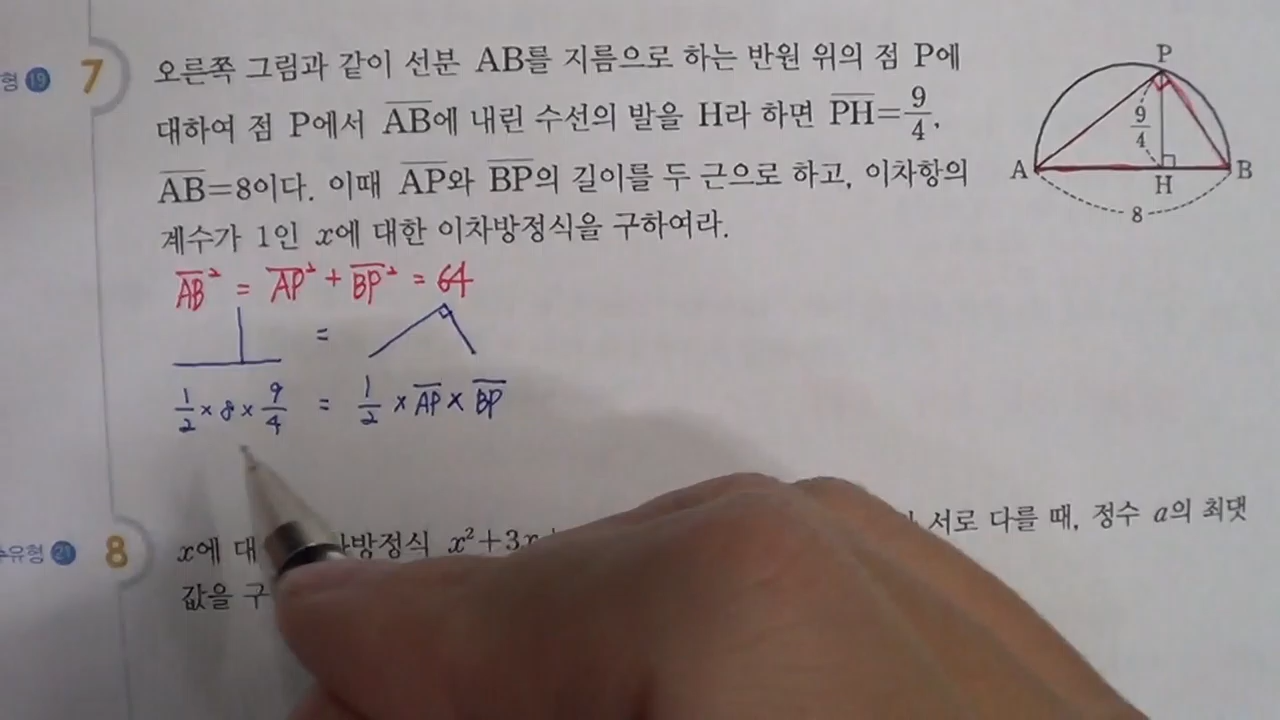 형 19 7 오른쪽 그림과 같이 선분 AB를 지름으로 하는 반원 위의 점 P에
대하여 점 P에서 AB에 내린 수선의 발을 H라 하면 PH=9/4,
AB=8이다. 이때 AP와 BP의 길이를 두 근으로 하고, 이차항의
계수가 1인 x에 대한 이차방정식을 구하여라.
P
9/4
A H B
8
AB² = AP² + BP² = 64
=
1/2 × 8 × 9/4 = 1/2 × AP × BP
유형 21 8 x에 대 방정식 x²+3x 서로 다를 때, 정수 a의 최댓
값을 구